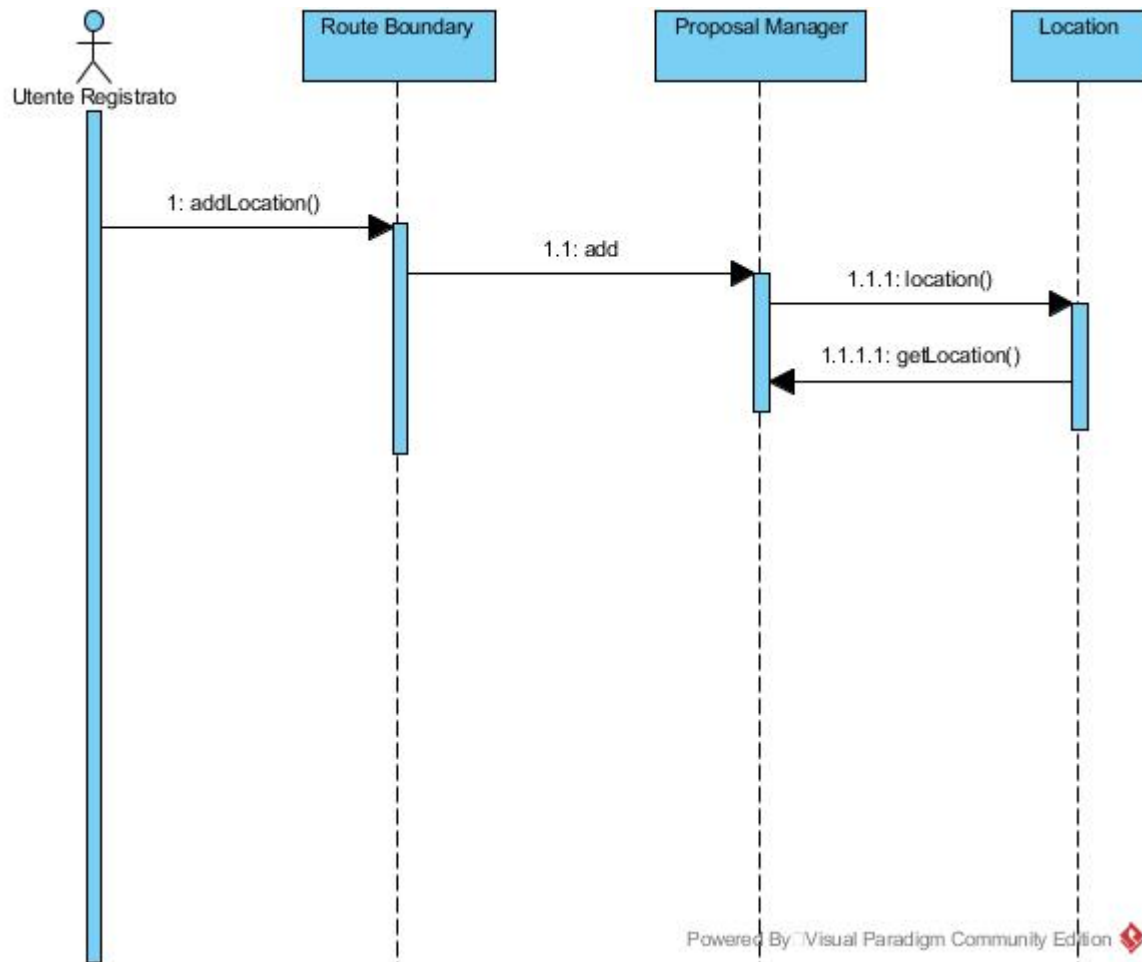 Route Boundary
Proposal Manager
Location
Utente Registrato
1: addLocation()
1.1: add
1.1.1: location()
1.1.1.1: getLocation()
Powered By Visual Paradigm Community Edition